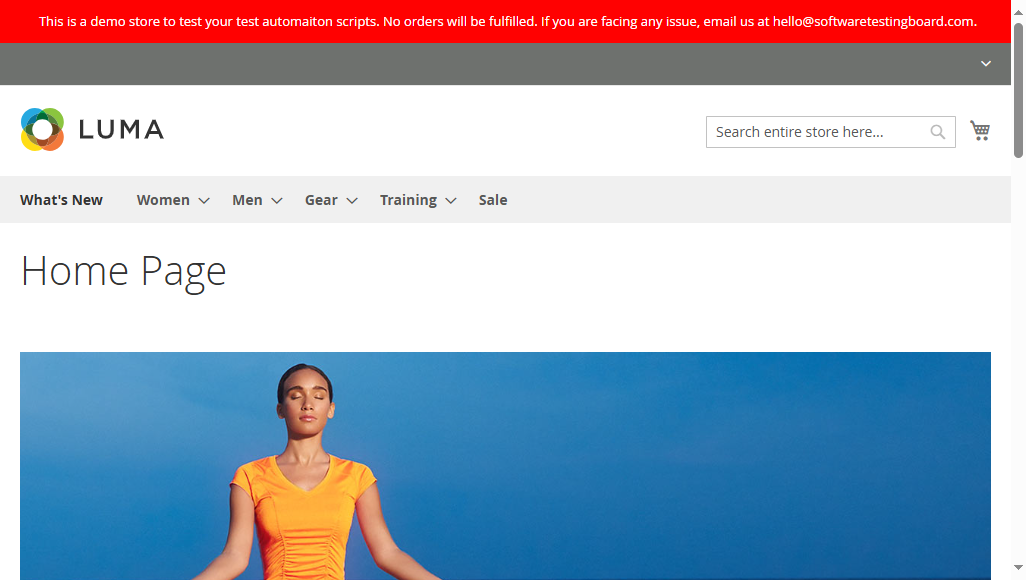 This is a demo store to test your test automaiton scripts. No orders will be fulfilled. If you are facing any issue, email us at hello@softwaretestingboard.com.
LUMA
Search entire store here...
What's New Women Men Gear Training Sale
Home Page